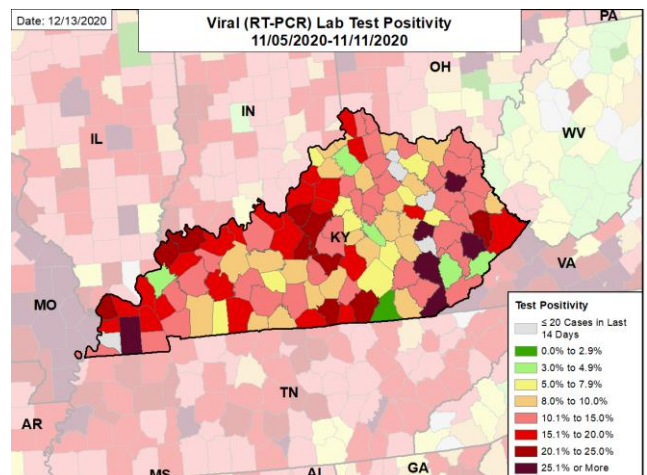 Date: 12/13/2020
Viral (RT-PCR) Lab Test Positivity
11/05/2020-11/11/2020
PA
OH
IN
IL
WV
KY
VA
MO
TN
AR
MS
AL
GA
Test Positivity
≤ 20 Cases in Last
14 Days
0.0% to 2.9%
3.0% to 4.9%
5.0% to 7.9%
8.0% to 10.0%
10.1% to 15.0%
15.1% to 20.0%
20.1% to 25.0%
25.1% or More